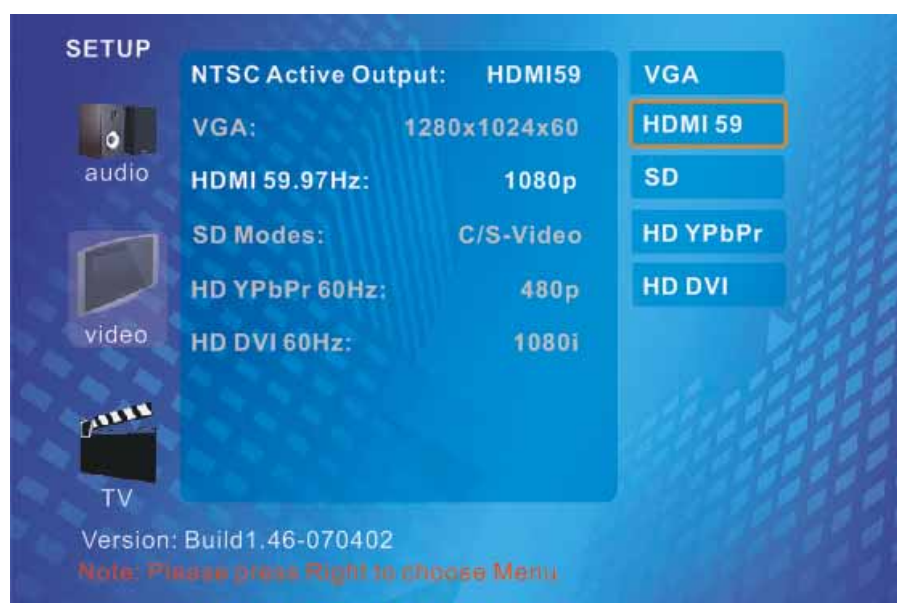 SETUP
NTSC Active Output: HDMI59
VGA: 1280x1024x60
HDMI 59.97Hz: 1080p
SD Modes: C/S-Video
HD YPbPr 60Hz: 480p
HD DVI 60Hz: 1080i
VGA
HDMI 59
SD
HD YPbPr
HD DVI
audio
video
TV
Version: Build1.46-070402
Note: Please press Right to choose Menu